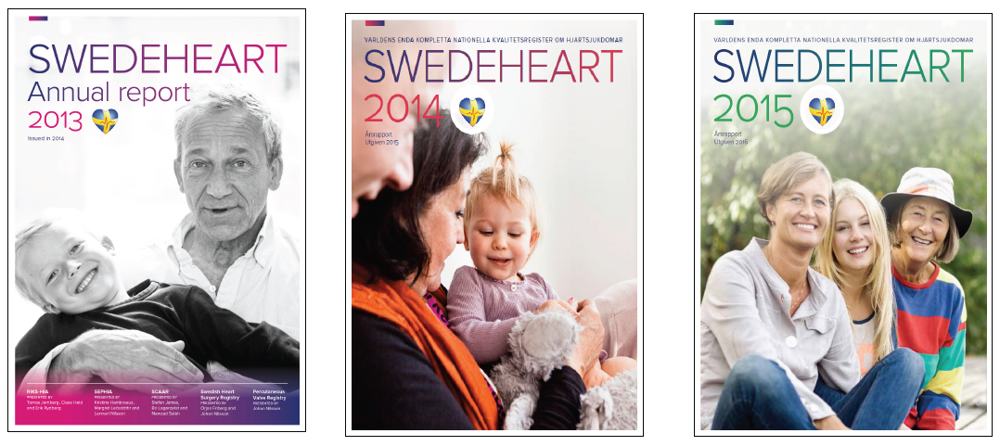 SWEDEHEART
Annual report
2013
Issued in 2014
RIKS HIA
PRESENTED BY
Tomas Jernberg, Claes Held
and Erik Rydberg
SEPHIA
PRESENTED BY
Kristina Hambraeus,
Margret Leosdottir and
Lennart Nilsson
SCAAR
PRESENTED BY
Stefan James,
Bo Lagerqvist and
Nawzad Saleh
Swedish Heart
Surgery Registry
PRESENTED BY
Örjan Friberg and
Johan Nilsson
Percutaneous
Valve Registry
PRESENTED BY
Johan Nilsson
VÄRLDENS ENDA KOMPLETTA NATIONELLA KVALITETSREGISTER OM HJÄRTSJUKDOMAR
SWEDEHEART
2014
Årsrapport
Utgiven 2015
VÄRLDENS ENDA KOMPLETTA NATIONELLA KVALITETSREGISTER OM HJÄRTSJUKDOMAR
SWEDEHEART
2015
Årsrapport
Utgiven 2016